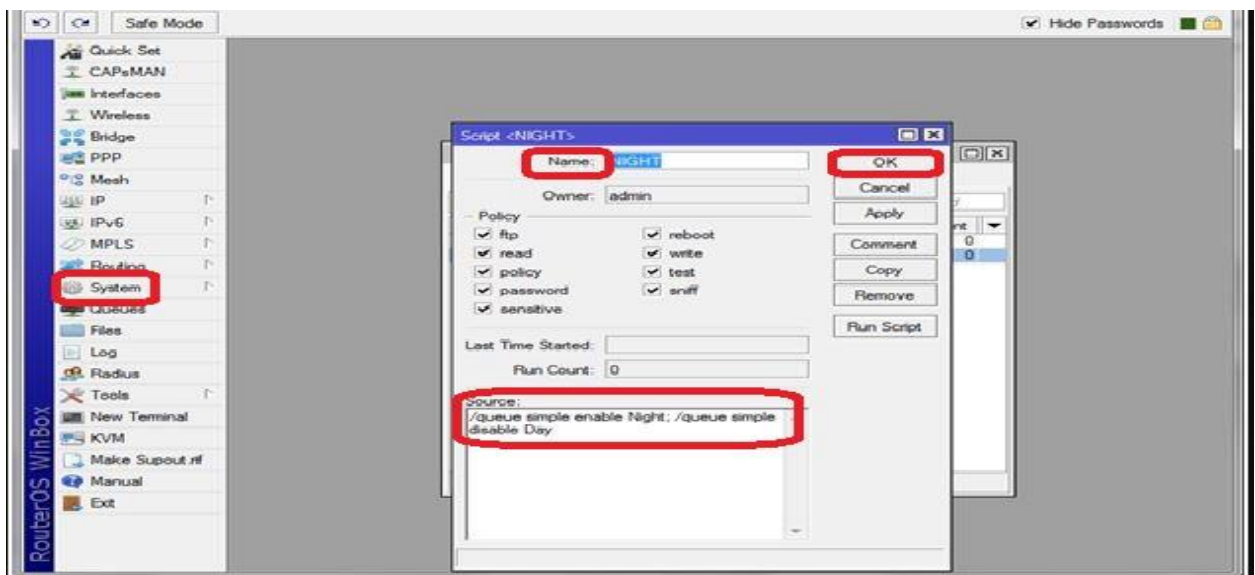 Safe Mode
Hide Passwords
Quick Set
CAPsMAN
Interfaces
Wireless
Bridge
PPP
Mesh
IP
IPv6
MPLS
Routing
System
Queues
Files
Log
Radius
Tools
New Terminal
KVM
Make Supout.rif
Manual
Exit
RouterOS WinBox
Script <NIGHT>
Name: NIGHT
Owner: admin
Policy
ftp reboot
read write
policy test
password sniff
sensitive
Last Time Started:
Run Count: 0
Source:
/queue simple enable Night; /queue simple
disable Day
OK
Cancel
Apply
Comment
Copy
Remove
Run Script
0
0